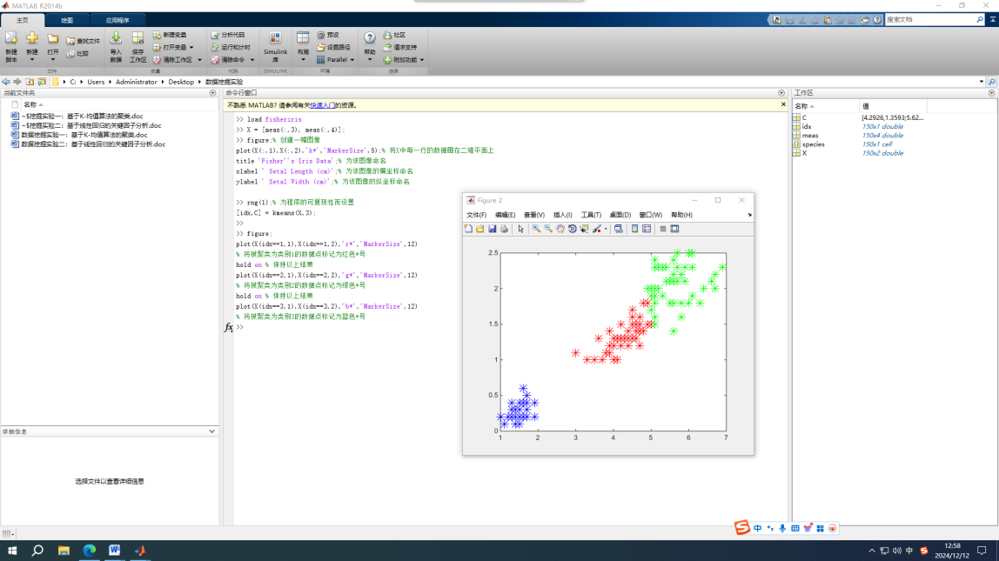 MATLAB R2014b
主页
绘图
应用程序
搜索文档
新建
脚本
新建
打开
查找文件
比较
导入
数据
保存
工作区
新建变量
打开变量
清除工作区
分析代码
运行和计时
清除命令
Simulink
库
布局
预设
设置路径
Parallel
帮助
社区
请求支持
附加功能
文件
变量
代码
SIMULINK
环境
资源
C: Users Administrator Desktop 数据挖掘实验
当前文件夹
名称
~$挖掘实验一：基于K-均值算法的聚类.doc
~$挖掘实验二：基于线性回归的关键因子分析.doc
数据挖掘实验一：基于K-均值算法的聚类.doc
数据挖掘实验二：基于线性回归的关键因子分析.doc
详细信息
选择文件以查看详细信息
命令行窗口
不熟悉 MATLAB? 请参阅有关快速入门的资源。
>> load fisheriris
>> X = [meas(:,3), meas(:,4)];
>> figure;% 创建一幅图像
plot(X(:,1),X(:,2),'k*','MarkerSize',5);% 将X中每一行的数据画在二维平面上
title 'Fisher''s Iris Data';% 为该图像命名
xlabel ' Setal Length (cm)';% 为该图像的横坐标命名
ylabel ' Setal Width (cm)';% 为该图像的纵坐标命名
>> rng(1);% 为程序的可复现性而设置
[idx,C] = kmeans(X,3);
>>
>> figure;
plot(X(idx==1,1),X(idx==1,2),'r*','MarkerSize',12)
% 将被聚类为类别1的数据点标记为红色*号
hold on % 保持以上结果
plot(X(idx==2,1),X(idx==2,2),'g*','MarkerSize',12)
% 将被聚类为类别2的数据点标记为绿色*号
hold on % 保持以上结果
plot(X(idx==3,1),X(idx==3,2),'b*','MarkerSize',12)
% 将被聚类为类别3的数据点标记为蓝色*号
fx >>
Figure 2
文件(F) 编辑(E) 查看(V) 插入(I) 工具(T) 桌面(D) 窗口(W) 帮助(H)
2.5
2
1.5
1
0.5
0
1 2 3 4 5 6 7
工作区
名称 值
C [4.2926,1.3593;5.62...
idx 150x1 double
meas 150x4 double
species 150x1 cell
X 150x2 double
中
中
12:58
2024/12/12